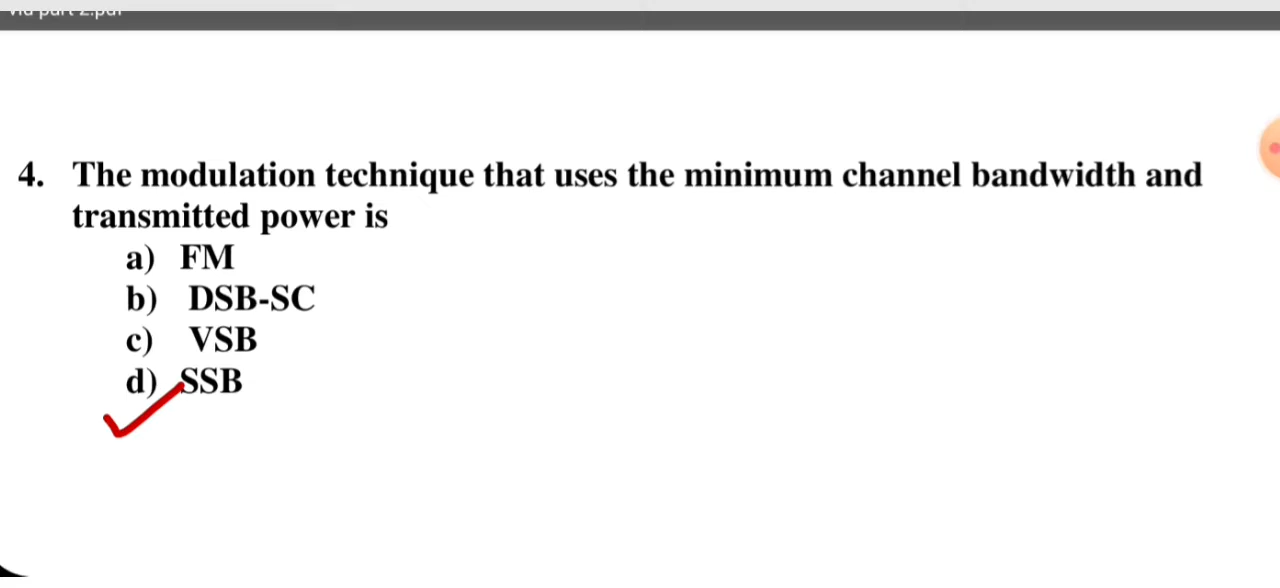 4. The modulation technique that uses the minimum channel bandwidth and
transmitted power is
a) FM
b) DSB-SC
c) VSB
d) SSB